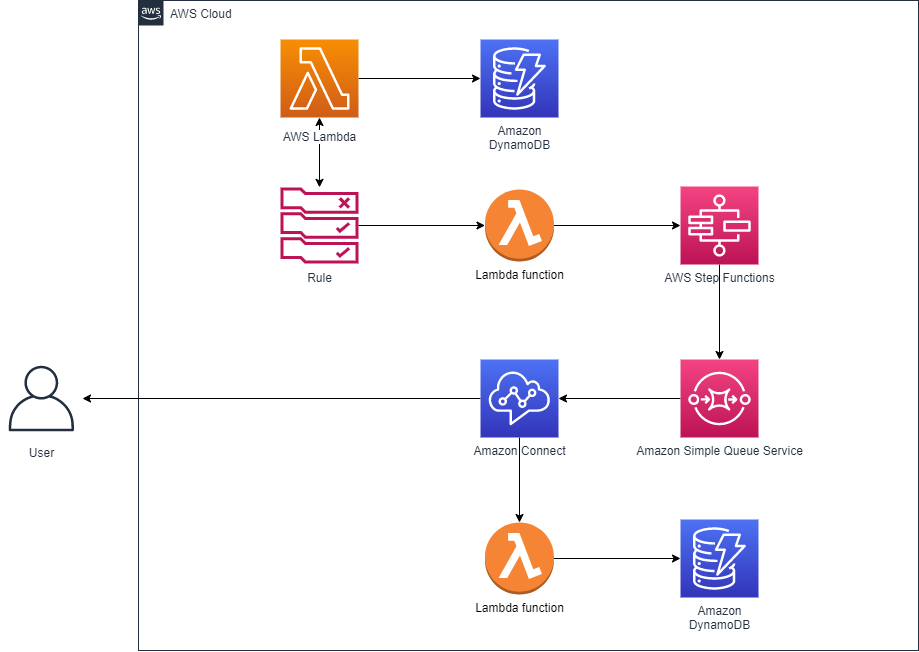 aws
AWS Cloud
AWS Lambda
Amazon
DynamoDB
Rule
Lambda function
AWS Step Functions
User
Amazon Connect
Amazon Simple Queue Service
Lambda function
Amazon
DynamoDB